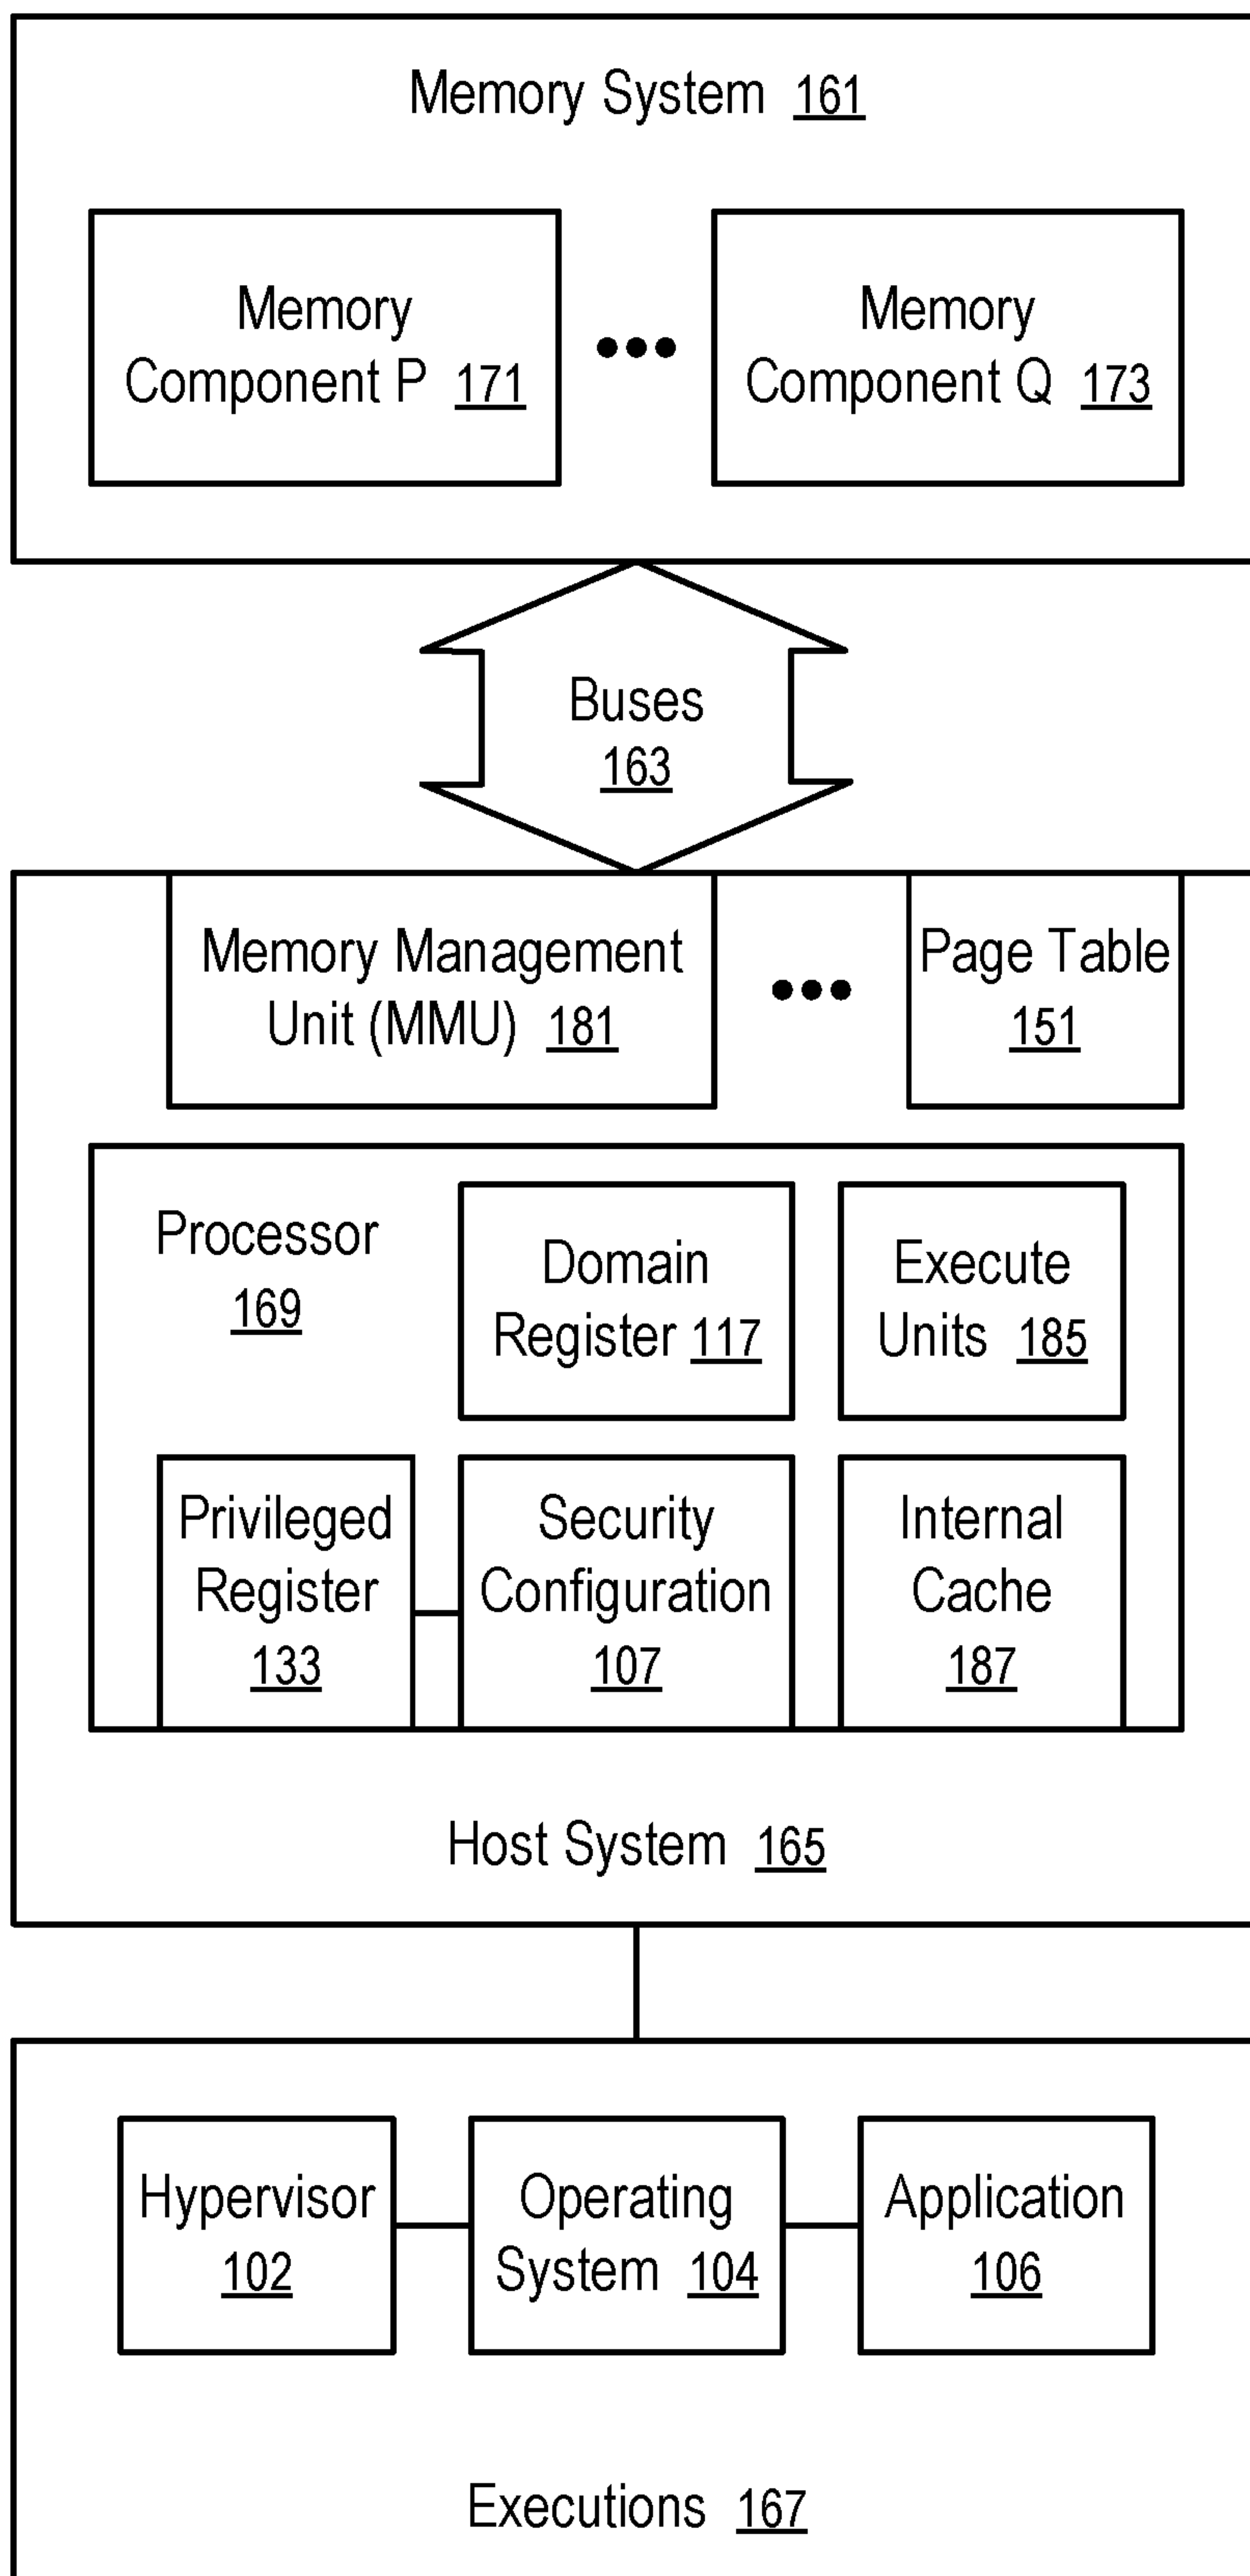 Memory System 161
Memory
Component P 171
Memory
Component Q 173
Buses
163
Memory Management
Unit (MMU) 181
Page Table
151
Processor
169
Domain
Register 117
Execute
Units 185
Privileged
Register
133
Security
Configuration
107
Internal
Cache
187
Host System 165
Hypervisor
102
Operating
System 104
Application
106
Executions 167